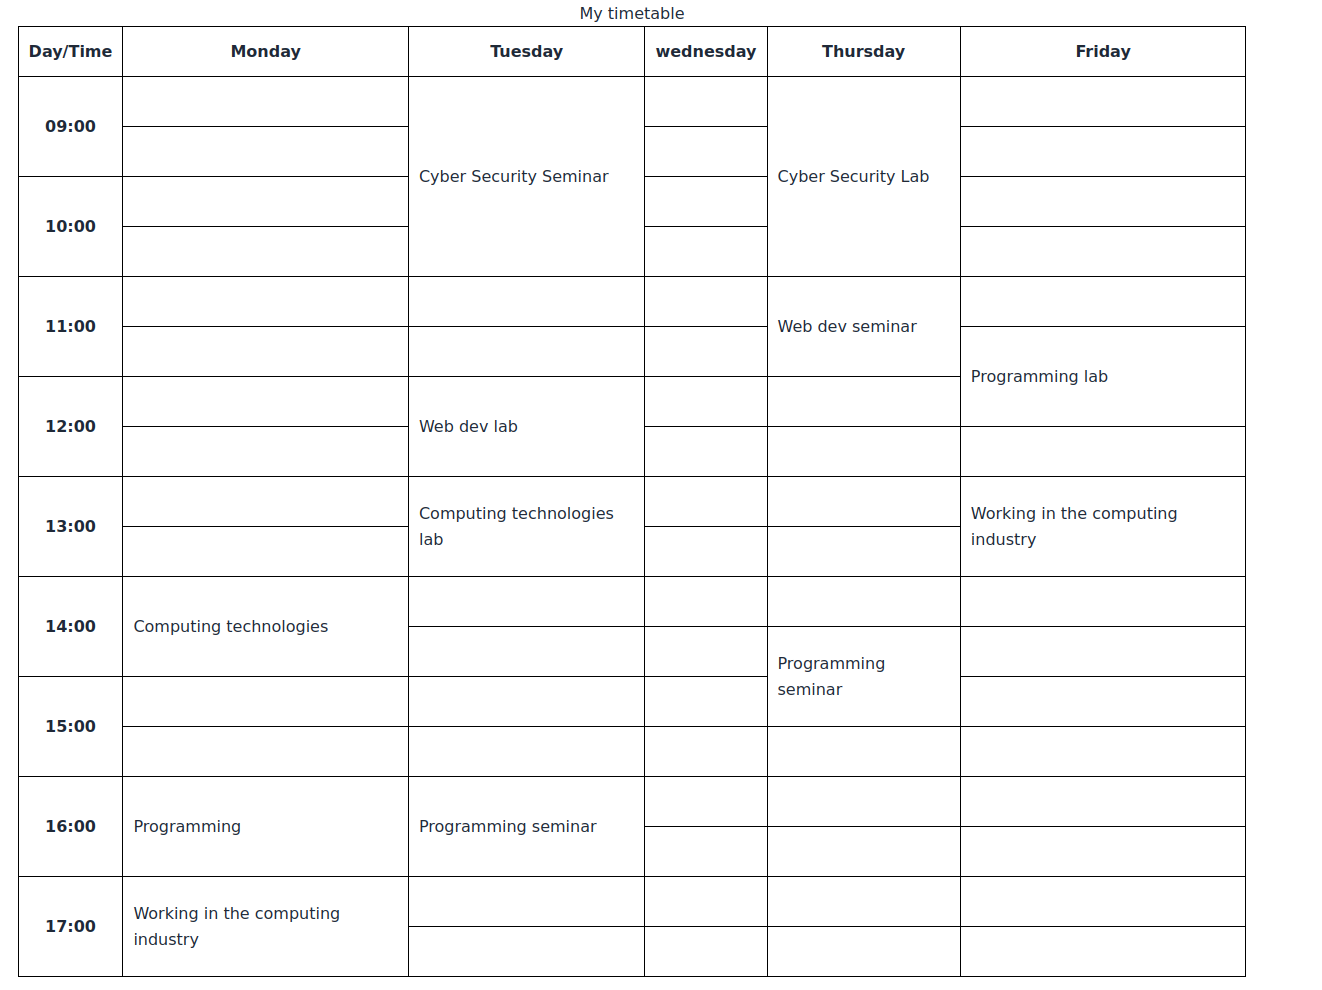 My timetable
Day/Time Monday Tuesday wednesday Thursday Friday
09:00
Cyber Security Seminar Cyber Security Lab
10:00
11:00 Web dev seminar
Programming lab
12:00 Web dev lab
13:00 Computing technologies
lab
Working in the computing
industry
14:00 Computing technologies
Programming
seminar
15:00
16:00 Programming Programming seminar
17:00 Working in the computing
industry